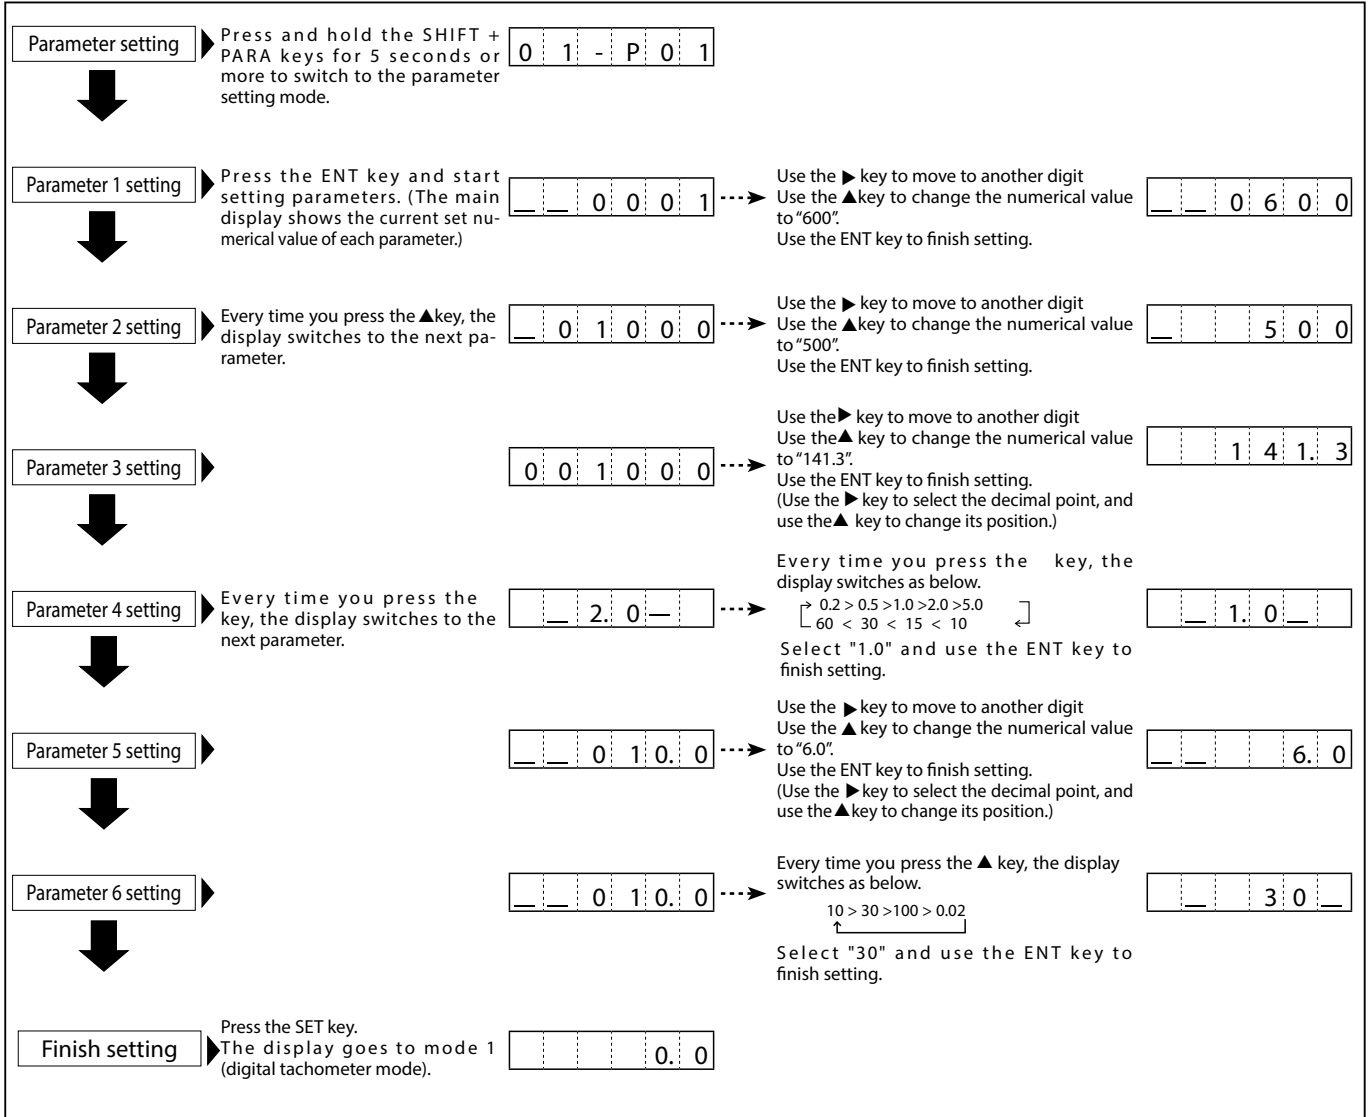 Parameter setting
Press and hold the SHIFT +
PARA keys for 5 seconds or
more to switch to the parameter
setting mode.
0 1 - P 0 1
Parameter 1 setting
Press the ENT key and start
setting parameters. (The main
display shows the current set nu-
merical value of each parameter.)
_ _ 0 0 0 1
Use the ▶ key to move to another digit
Use the ▲key to change the numerical value
to “600”.
Use the ENT key to finish setting.
_ _ 0 6 0 0
Parameter 2 setting
Every time you press the ▲key, the
display switches to the next pa-
rameter.
_ 0 1 0 0 0
Use the ▶ key to move to another digit
Use the ▲key to change the numerical value
to “500”.
Use the ENT key to finish setting.
_ 5 0 0
Parameter 3 setting
0 0 1 0 0 0
Use the▶ key to move to another digit
Use the▲ key to change the numerical value
to “141.3”.
Use the ENT key to finish setting.
(Use the ▶ key to select the decimal point, and
use the▲ key to change its position.)
1 4 1. 3
Parameter 4 setting
Every time you press the
key, the display switches to the
next parameter.
_ 2. 0 —
Every time you press the key, the
display switches as below.
0.2 > 0.5 >1.0 >2.0 >5.0
60 < 30 < 15 < 10
Select "1.0" and use the ENT key to
finish setting.
_ 1. 0 _
Parameter 5 setting
_ _ 0 1 0. 0
Use the ▶ key to move to another digit
Use the ▲ key to change the numerical value
to “6.0”.
Use the ENT key to finish setting.
(Use the ▶ key to select the decimal point, and
use the▲key to change its position.)
_ _ 6. 0
Parameter 6 setting
_ _ 0 1 0. 0
Every time you press the ▲ key, the display
switches as below.
10 > 30 >100 > 0.02
Select "30" and use the ENT key to
finish setting.
_ 3 0 _
Finish setting
Press the SET key.
The display goes to mode 1
(digital tachometer mode).
0. 0